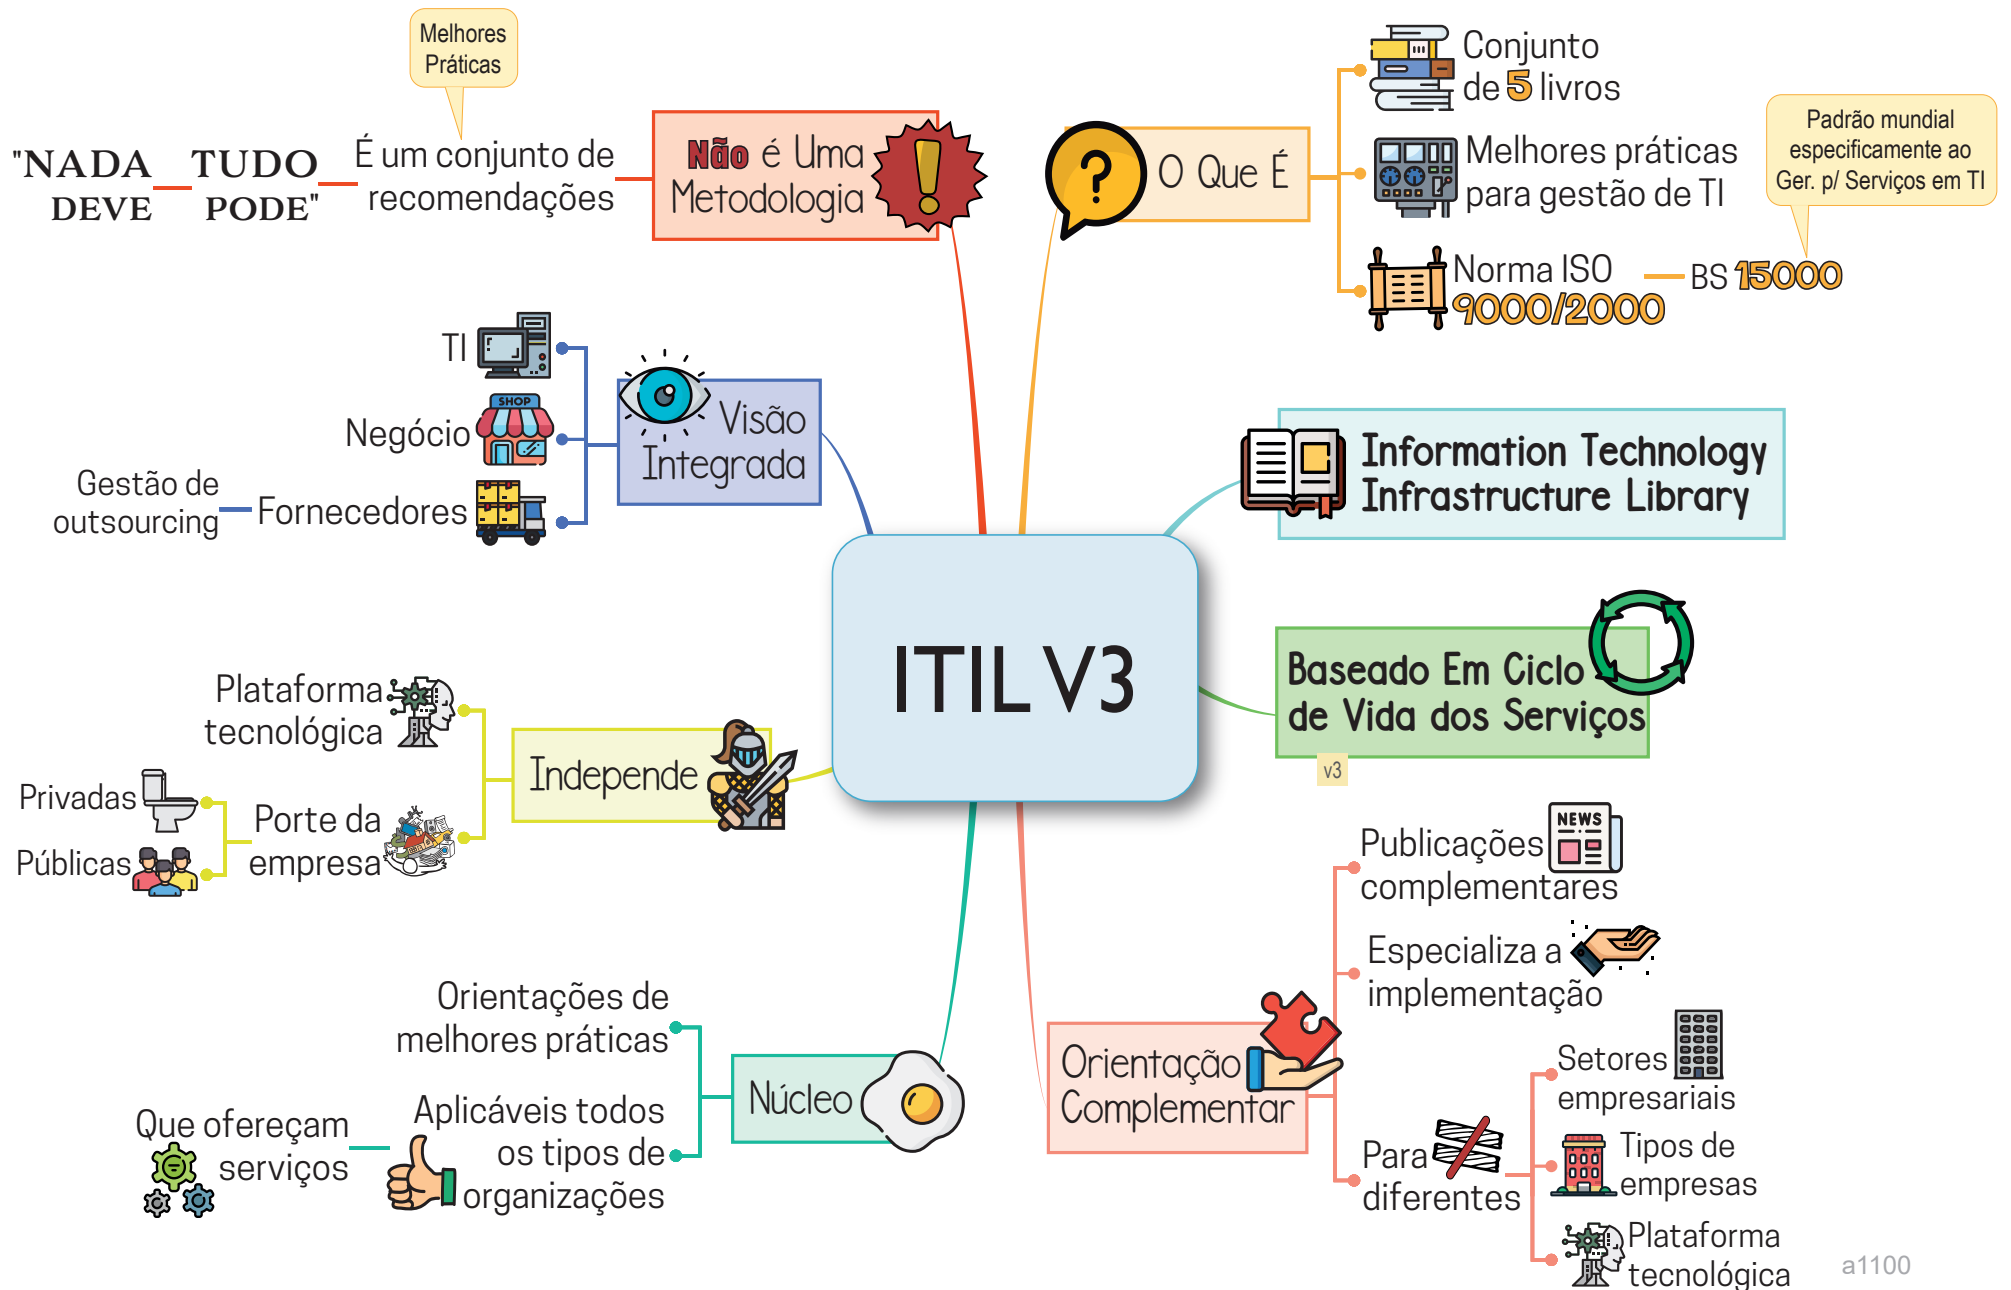 ITIL V3
O Que É
Conjunto
de 5 livros
Melhores práticas
para gestão de TI
Norma ISO
9000/2000
BS 15000
Padrão mundial
especificamente ao
Ger. p/ Serviços em TI
Information Technology
Infrastructure Library
Baseado Em Ciclo
de Vida dos Serviços
v3
Orientação
Complementar
Publicações
complementares
NEWS
Especializa a
implementação
Para
diferentes
Setores
empresariais
Tipos de
empresas
Plataforma
tecnológica
Não é Uma
Metodologia
É um conjunto de
recomendações
Melhores
Práticas
TUDO
PODE"
"NADA
DEVE
Visão
Integrada
TI
Negócio
SHOP
Fornecedores
Gestão de
outsourcing
Independe
Plataforma
tecnológica
Porte da
empresa
Privadas
Públicas
Núcleo
Orientações de
melhores práticas
Aplicáveis todos
os tipos de
organizações
Que ofereçam
serviços
a1100